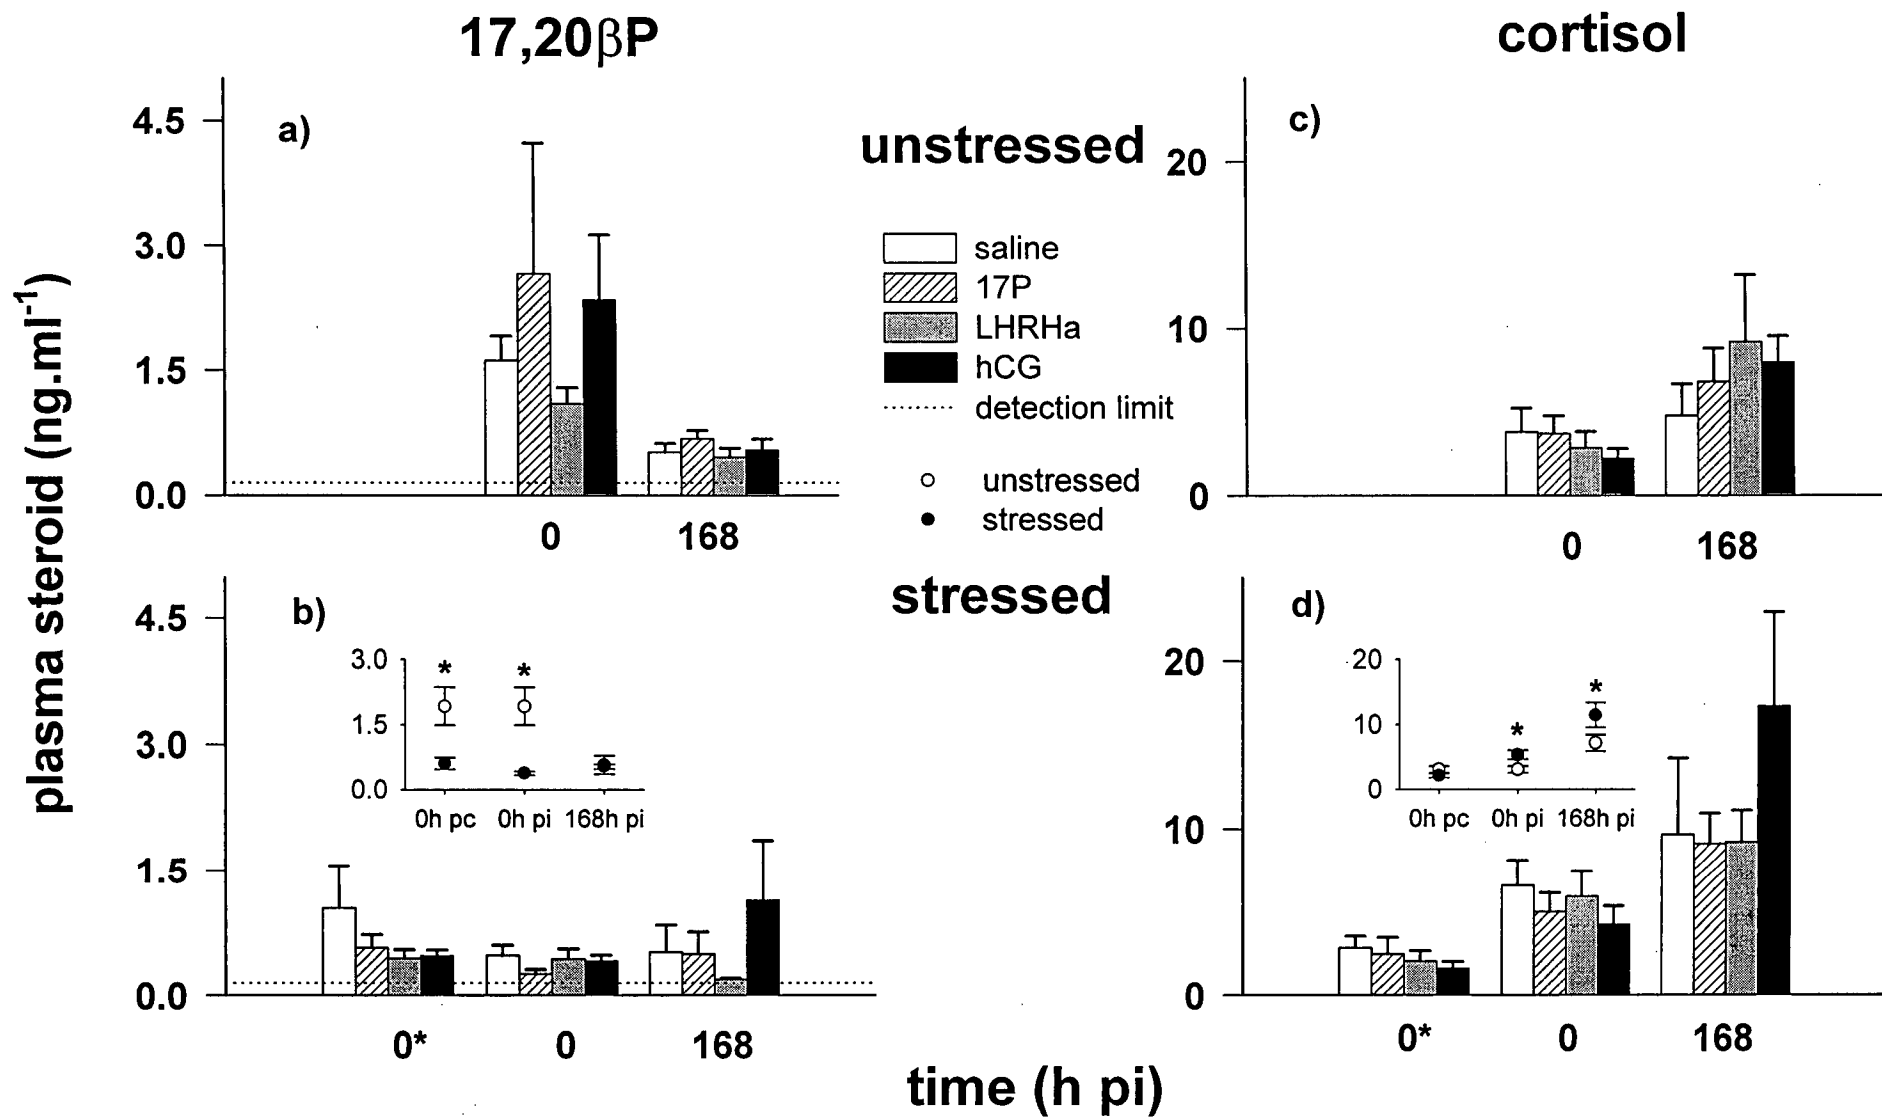 17,20βP
cortisol
plasma steroid (ng.ml⁻¹)
a)
4.5
3.0
1.5
0.0
0 168
unstressed
saline
17P
LHRHa
hCG
detection limit
unstressed
stressed
c)
20
10
0
0 168
stressed
b)
4.5
3.0
1.5
0.0
3.0
1.5
0.0
* *
0h pc 0h pi 168h pi
0* 0 168
d)
20
10
0
20
10
0
* *
0h pc 0h pi 168h pi
0* 0 168
time (h pi)